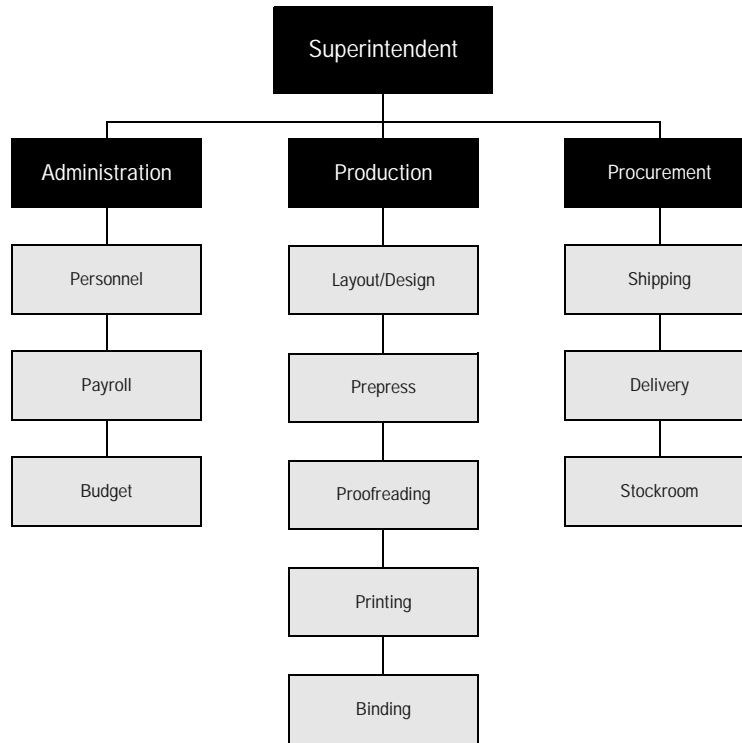 Superintendent
Administration
Production
Procurement
Personnel
Layout/Design
Shipping
Payroll
Prepress
Delivery
Budget
Proofreading
Stockroom
Printing
Binding